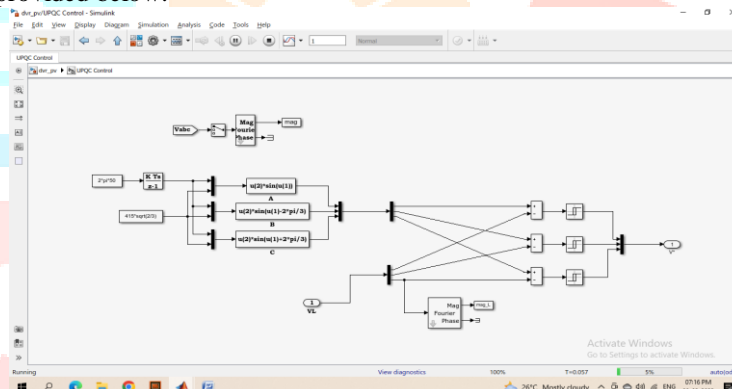 provided below.
dvr_pv/UPQC Control - Simulink
File Edit View Display Diagram Simulation Analysis Code Tools Help
1
Normal
UPQC Control
dvr_pv UPQC Control
Vabc
Mag
Fourier
Phase
mag
2*pi*50
K Ts
z-1
415*sqrt(2/3)
u(2)*sin(u(1))
A
u(2)*sin(u(1)-2*pi/3)
B
u(2)*sin(u(1)+2*pi/3)
C
1
VL
Mag
Fourier
Phase
mag_L
1
Activate Windows
Go to Settings to activate Windows.
Running View diagnostics 100% T=0.057 5%
26°C Mostly cloudy ENG 07:16 PM